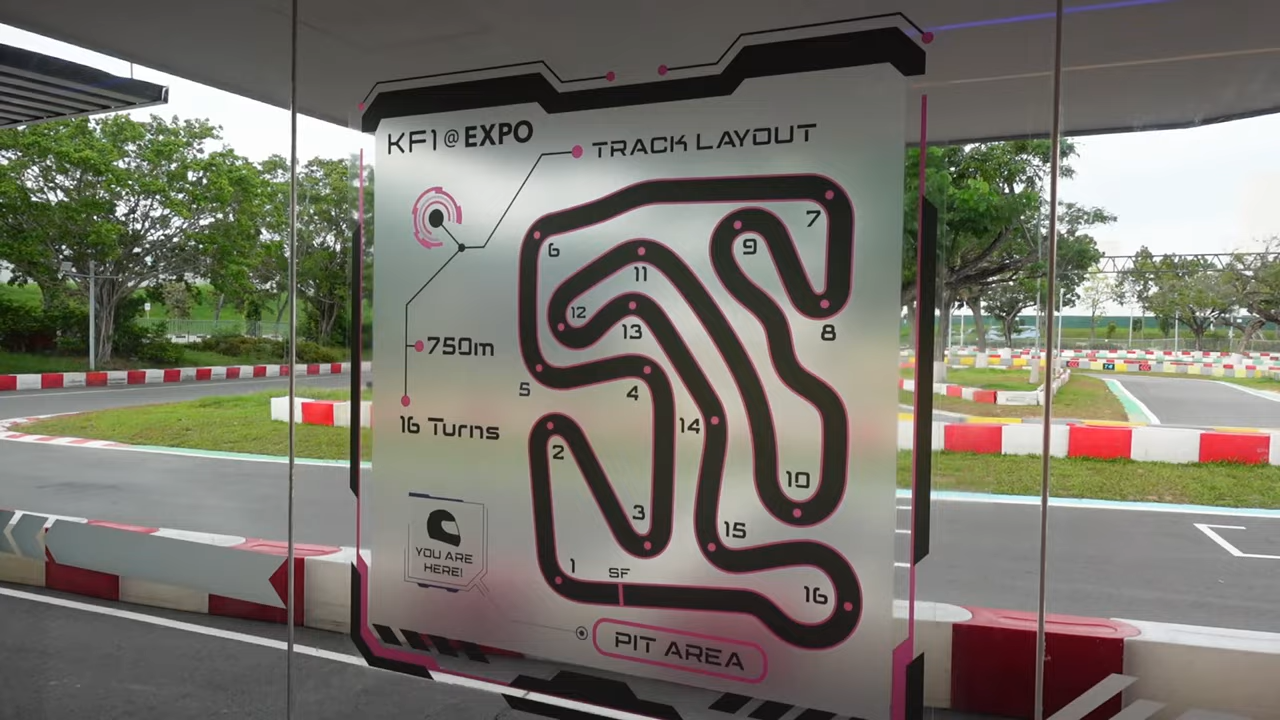 KF1 @ EXPO
TRACK LAYOUT
7
6
9
11
12
13
8
750m
5
4
16 Turns
14
2
10
3
15
YOU ARE
HERE!
1
SF
16
PIT AREA